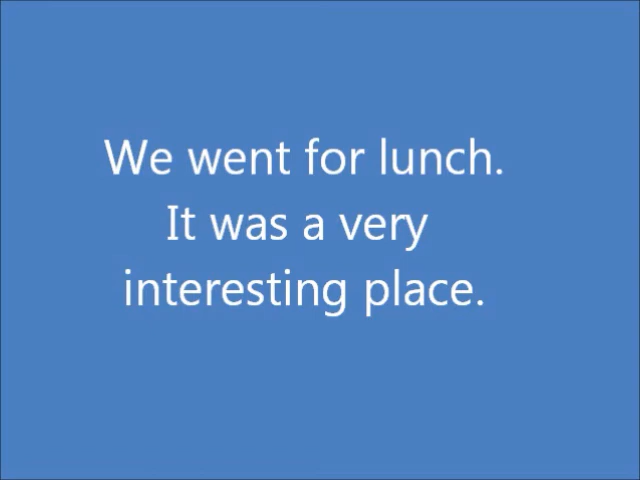 We went for lunch.
It was a very
interesting place.